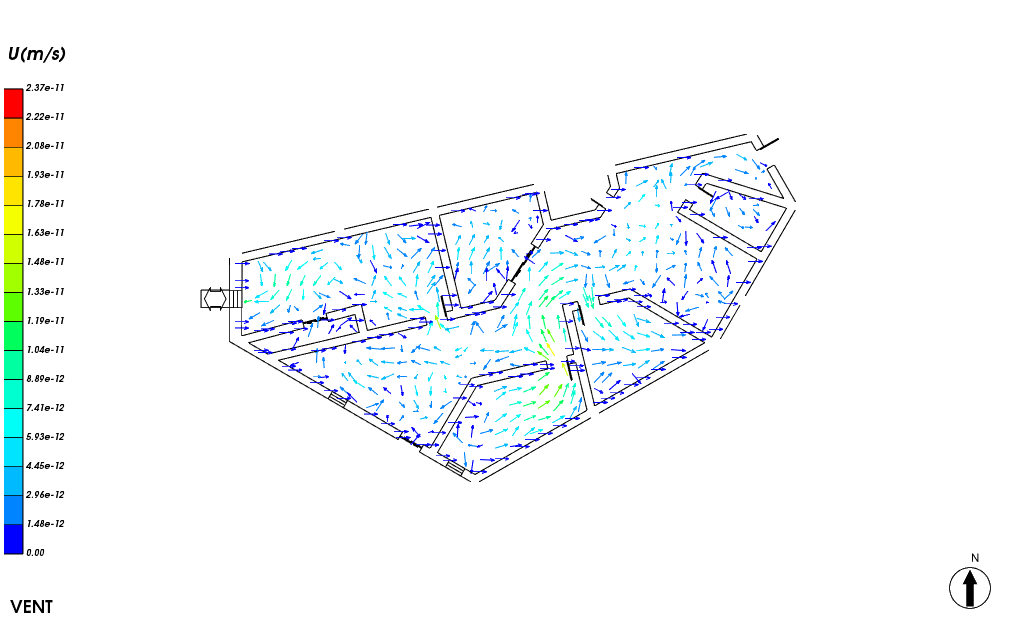 U(m/s)
2.37e-11
2.22e-11
2.08e-11
1.93e-11
1.78e-11
1.63e-11
1.48e-11
1.33e-11
1.19e-11
1.04e-11
8.89e-12
7.41e-12
5.93e-12
4.45e-12
2.96e-12
1.48e-12
0.00
N
VENT